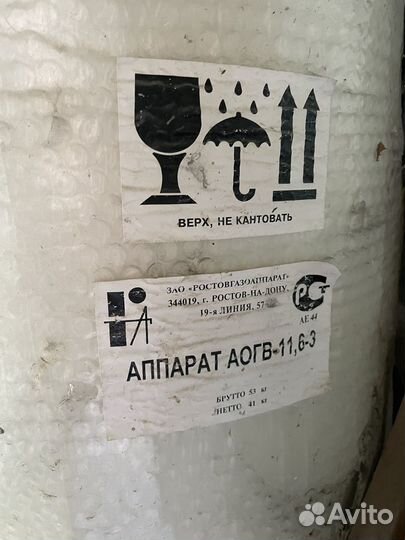 ВЕРХ, НЕ КАНТОВАТЬ
ЗАО «РОСТОВГАЗОАППАРАТ»
344019, г. РОСТОВ-НА-ДОНУ,
19-я ЛИНИЯ, 57
РСТ
АЕ 44
АППАРАТ АОГВ-11,6-3
БРУТТО 53 кг
НЕТТО 41 кг
Avito